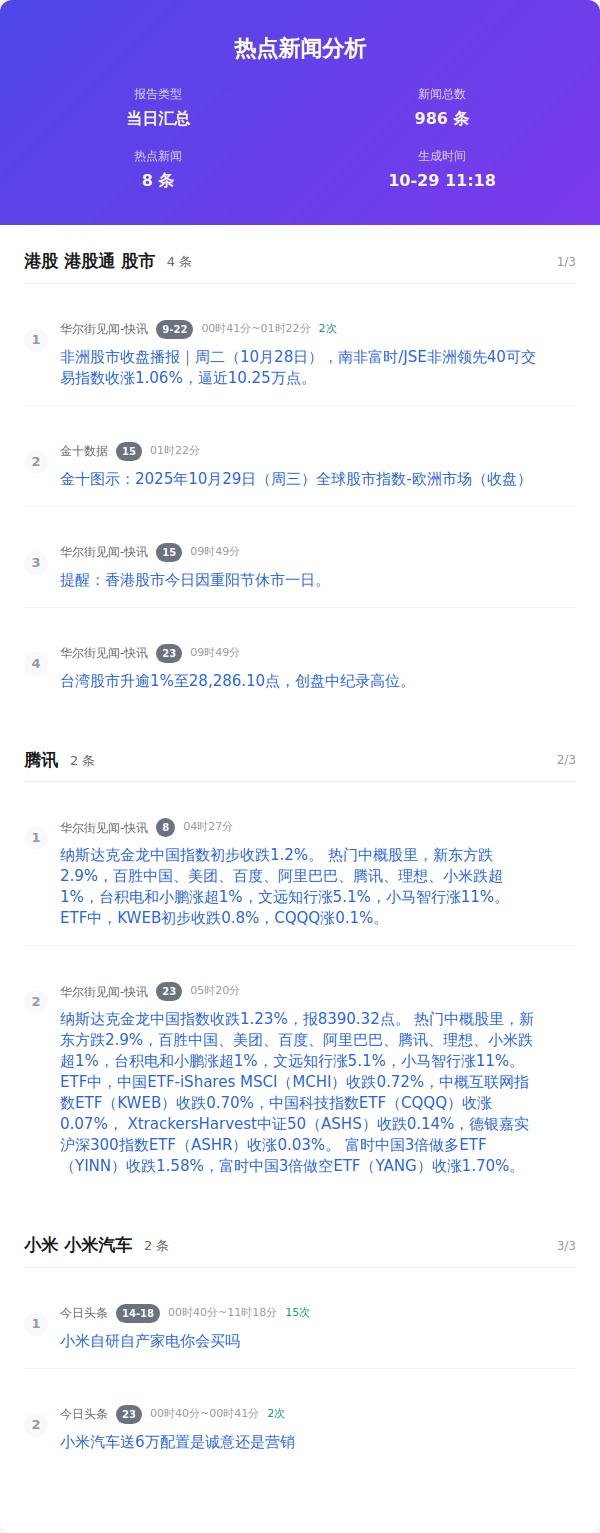 热点新闻分析
报告类型
新闻总数
当日汇总
986 条
热点新闻
生成时间
8 条
10-29 11:18
港股 港股通 股市 4 条 1/3
1 华尔街见闻-快讯 9-22 00时41分~01时22分 2次
非洲股市收盘播报｜周二（10月28日），南非富时/JSE非洲领先40可交
易指数收涨1.06%，逼近10.25万点。
2 金十数据 15 01时22分
金十图示：2025年10月29日（周三）全球股市指数-欧洲市场（收盘）
3 华尔街见闻-快讯 15 09时49分
提醒：香港股市今日因重阳节休市一日。
4 华尔街见闻-快讯 23 09时49分
台湾股市升逾1%至28,286.10点，创盘中纪录高位。
腾讯 2 条 2/3
1 华尔街见闻-快讯 8 04时27分
纳斯达克金龙中国指数初步收跌1.2%。 热门中概股里，新东方跌
2.9%，百胜中国、美团、百度、阿里巴巴、腾讯、理想、小米跌超
1%，台积电和小鹏涨超1%，文远知行涨5.1%，小马智行涨11%。
ETF中，KWEB初步收跌0.8%，CQQQ涨0.1%。
2 华尔街见闻-快讯 23 05时20分
纳斯达克金龙中国指数收跌1.23%，报8390.32点。 热门中概股里，新
东方跌2.9%，百胜中国、美团、百度、阿里巴巴、腾讯、理想、小米跌
超1%，台积电和小鹏涨超1%，文远知行涨5.1%，小马智行涨11%。
ETF中，中国ETF-iShares MSCI（MCHI）收跌0.72%，中概互联网指
数ETF（KWEB）收跌0.70%，中国科技指数ETF（CQQQ）收涨
0.07%， XtrackersHarvest中证50（ASHS）收跌0.14%，德银嘉实
沪深300指数ETF（ASHR）收涨0.03%。 富时中国3倍做多ETF
（YINN）收跌1.58%，富时中国3倍做空ETF（YANG）收涨1.70%。
小米 小米汽车 2 条 3/3
1 今日头条 14-18 00时40分~11时18分 15次
小米自研自产家电你会买吗
2 今日头条 23 00时40分~00时41分 2次
小米汽车送6万配置是诚意还是营销